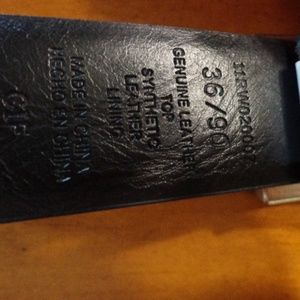 36/90
GENUINE LEATHER
TOP
SYNTHETIC
LEATHER
LINING
MADE IN CHINA
HECHO EN CHINA